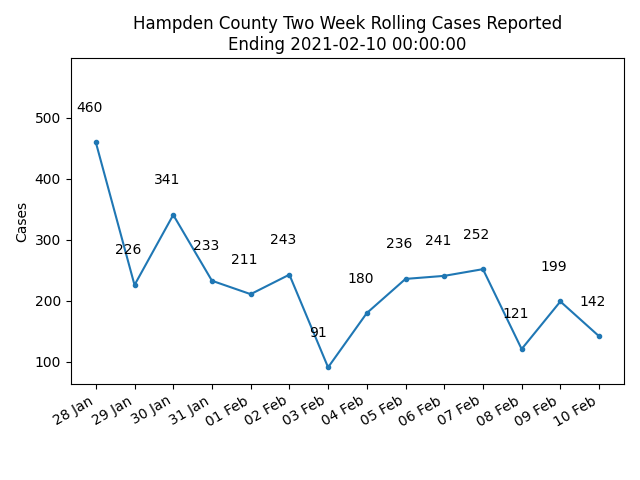 Hampden County Two Week Rolling Cases Reported
Ending 2021-02-10 00:00:00
Cases
500
400
300
200
100
460
226
341
233
211
243
91
180
236
241
252
121
199
142
28 Jan
29 Jan
30 Jan
31 Jan
01 Feb
02 Feb
03 Feb
04 Feb
05 Feb
06 Feb
07 Feb
08 Feb
09 Feb
10 Feb